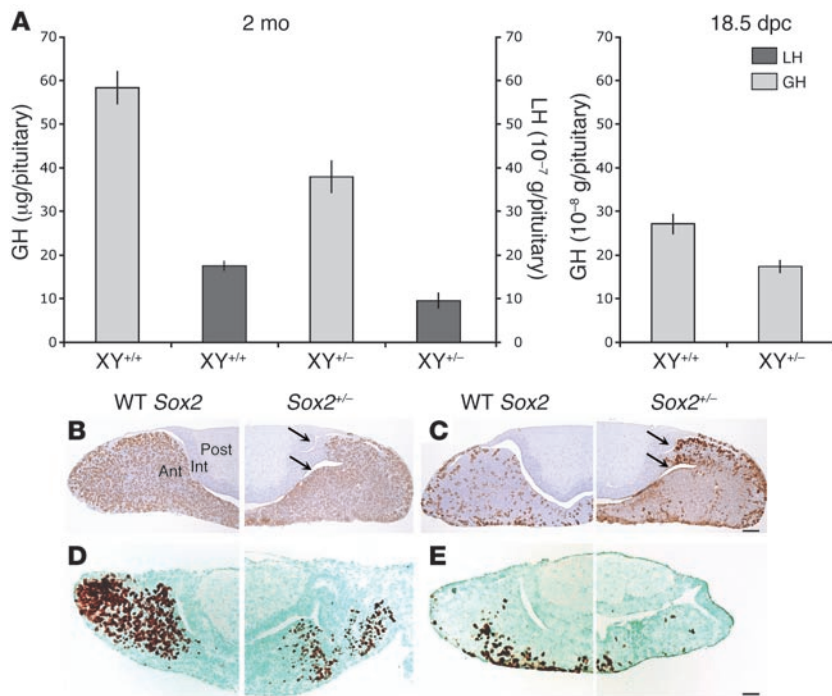 A
2 mo
18.5 dpc
70
60
50
40
30
20
10
0
GH (µg/pituitary)
70
60
50
40
30
20
10
0
LH (10⁻⁷ g/pituitary)
70
60
50
40
30
20
10
0
GH (10⁻⁸ g/pituitary)
LH
GH
XY⁺/⁺ XY⁺/⁺ XY⁺/⁻ XY⁺/⁻
XY⁺/⁺ XY⁺/⁻
WT Sox2 Sox2⁺/⁻ WT Sox2 Sox2⁺/⁻
B
Post
Int
Ant
C
D
E